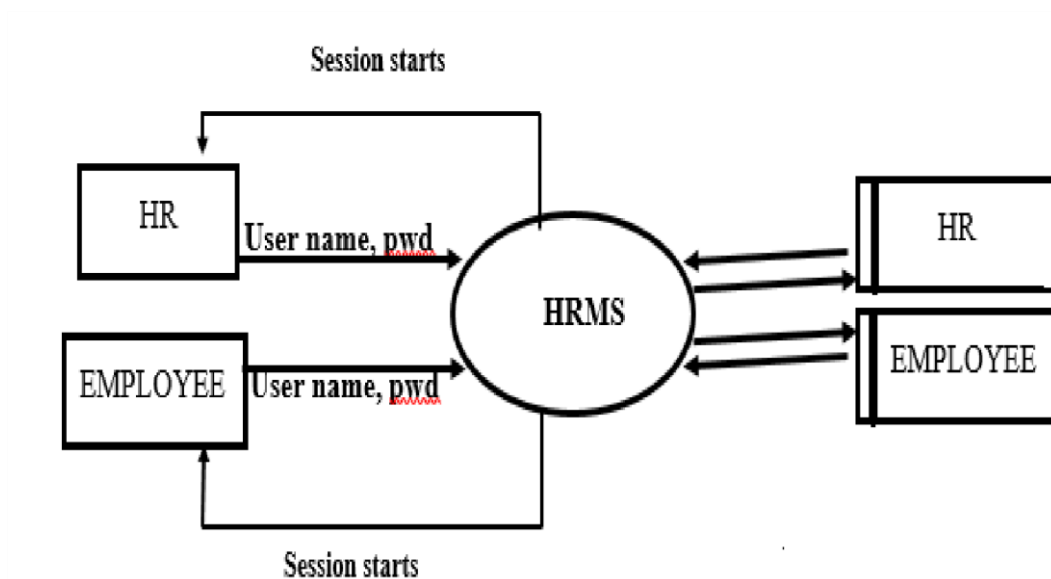 Session starts
HR
User name, pwd
HR
HRMS
EMPLOYEE
User name, pwd
EMPLOYEE
Session starts